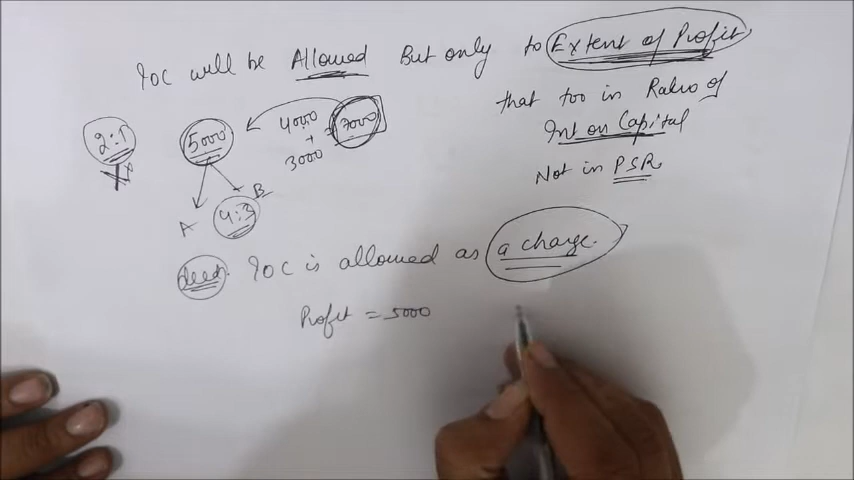 IOC will be Allowed But only to Extent of Profit
that too in Ratio of
Int on Capital
Not in PSR
2:1
5000
4000
+
3000
= 7000
A
B
4:3
deed. IOC is allowed as a charge.
Profit = 5000